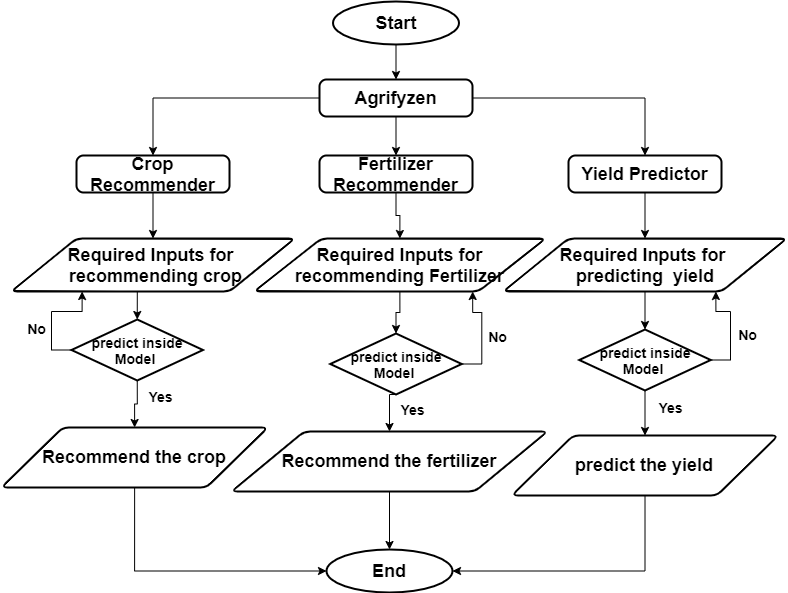 Start
Agrifyzen
Crop
Recommender
Fertilizer
Recommender
Yield Predictor
Required Inputs for
recommending crop
Required Inputs for
recommending Fertilizer
Required Inputs for
predicting yield
No
predict inside
Model
predict inside
Model
No
predict inside
Model
No
Yes
Yes
Yes
Recommend the crop
Recommend the fertilizer
predict the yield
End